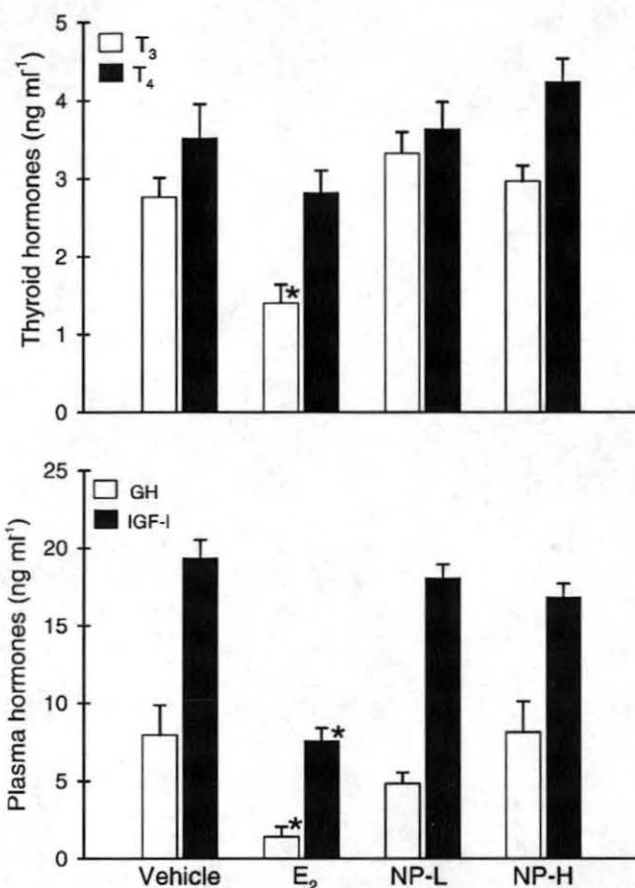 5
T₃
T₄
4
3
2
1
0
Thyroid hormones (ng ml⁻¹)
*
25
GH
IGF-I
20
15
10
5
0
Plasma hormones (ng ml⁻¹)
*
*
Vehicle E₂ NP-L NP-H